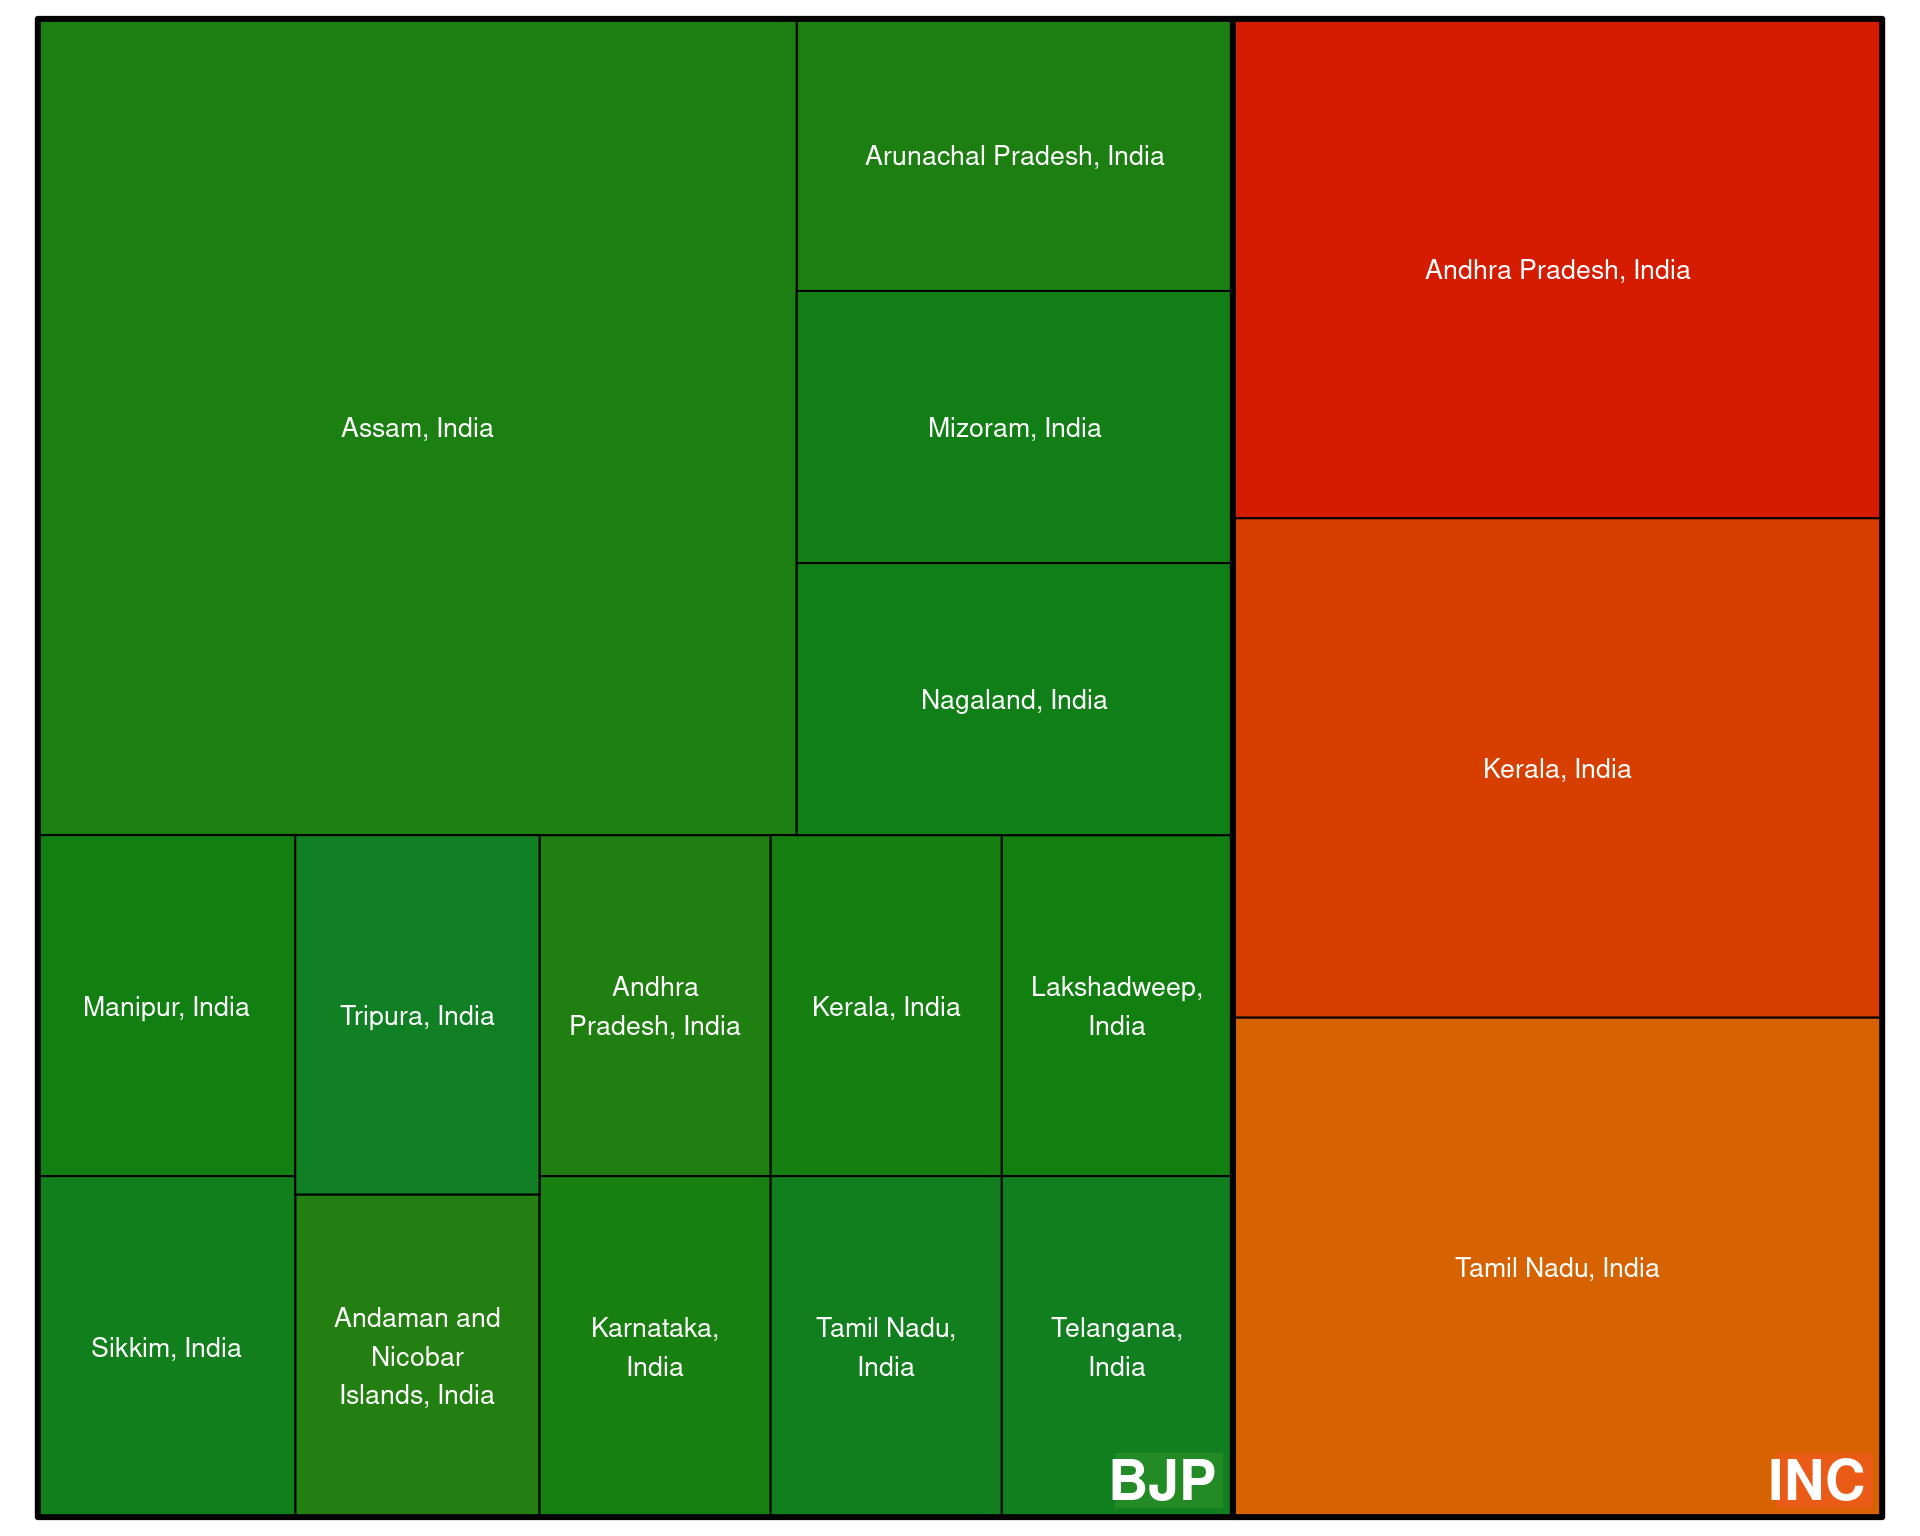 Assam, India
Arunachal Pradesh, India
Mizoram, India
Nagaland, India
Manipur, India
Tripura, India
Andhra
Pradesh, India
Kerala, India
Lakshadweep,
India
Sikkim, India
Andaman and
Nicobar
Islands, India
Karnataka,
India
Tamil Nadu,
India
Telangana,
India
BJP
Andhra Pradesh, India
Kerala, India
Tamil Nadu, India
INC